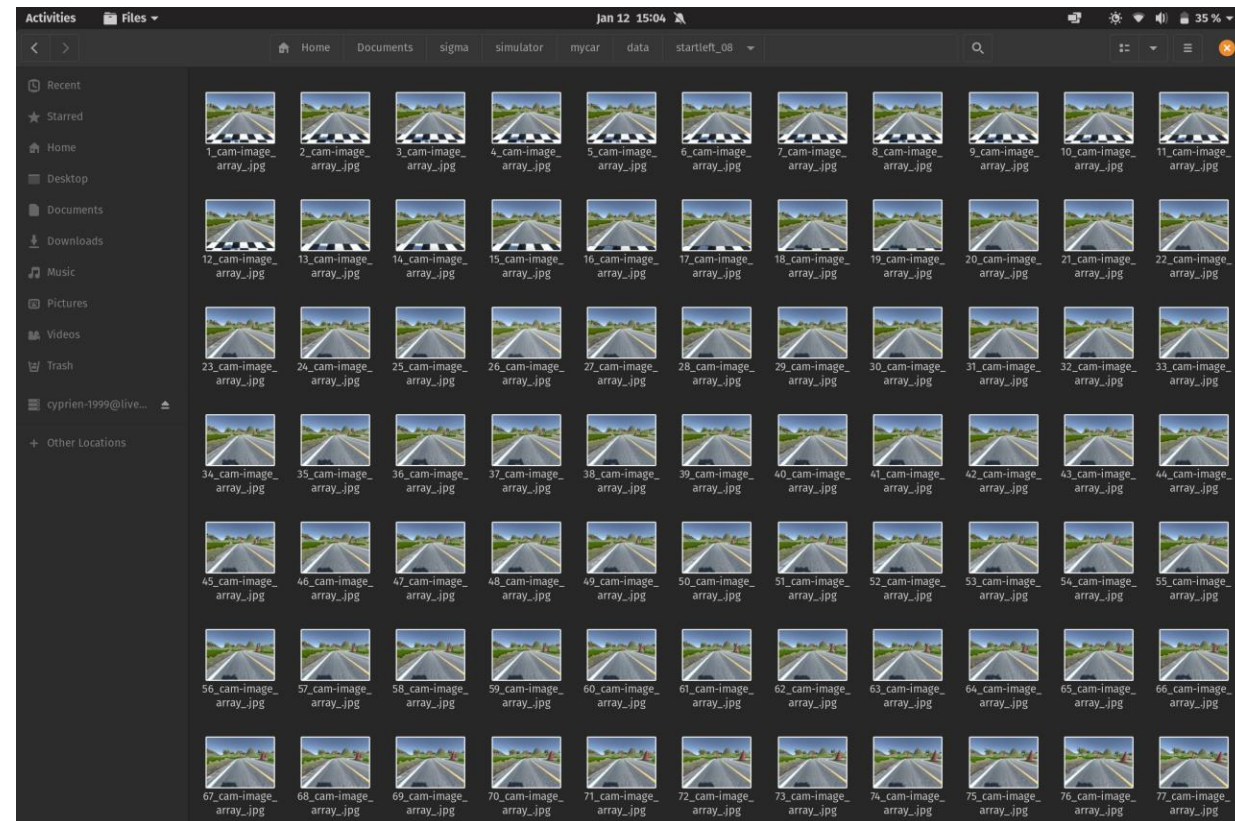 Activities Files Jan 12 15:04 35 %
Home Documents sigma simulator mycar data startleft_08
Recent
Starred
Home
Desktop
Documents
Downloads
Music
Pictures
Videos
Trash
cyprien-1999@live...
+ Other Locations
1_cam-image_ 2_cam-image_ 3_cam-image_ 4_cam-image_ 5_cam-image_ 6_cam-image_ 7_cam-image_ 8_cam-image_ 9_cam-image_ 10_cam-image_ 11_cam-image_
array_.jpg array_.jpg array_.jpg array_.jpg array_.jpg array_.jpg array_.jpg array_.jpg array_.jpg array_.jpg array_.jpg
12_cam-image_ 13_cam-image_ 14_cam-image_ 15_cam-image_ 16_cam-image_ 17_cam-image_ 18_cam-image_ 19_cam-image_ 20_cam-image_ 21_cam-image_ 22_cam-image_
array_.jpg array_.jpg array_.jpg array_.jpg array_.jpg array_.jpg array_.jpg array_.jpg array_.jpg array_.jpg array_.jpg
23_cam-image_ 24_cam-image_ 25_cam-image_ 26_cam-image_ 27_cam-image_ 28_cam-image_ 29_cam-image_ 30_cam-image_ 31_cam-image_ 32_cam-image_ 33_cam-image_
array_.jpg array_.jpg array_.jpg array_.jpg array_.jpg array_.jpg array_.jpg array_.jpg array_.jpg array_.jpg array_.jpg
34_cam-image_ 35_cam-image_ 36_cam-image_ 37_cam-image_ 38_cam-image_ 39_cam-image_ 40_cam-image_ 41_cam-image_ 42_cam-image_ 43_cam-image_ 44_cam-image_
array_.jpg array_.jpg array_.jpg array_.jpg array_.jpg array_.jpg array_.jpg array_.jpg array_.jpg array_.jpg array_.jpg
45_cam-image_ 46_cam-image_ 47_cam-image_ 48_cam-image_ 49_cam-image_ 50_cam-image_ 51_cam-image_ 52_cam-image_ 53_cam-image_ 54_cam-image_ 55_cam-image_
array_.jpg array_.jpg array_.jpg array_.jpg array_.jpg array_.jpg array_.jpg array_.jpg array_.jpg array_.jpg array_.jpg
56_cam-image_ 57_cam-image_ 58_cam-image_ 59_cam-image_ 60_cam-image_ 61_cam-image_ 62_cam-image_ 63_cam-image_ 64_cam-image_ 65_cam-image_ 66_cam-image_
array_.jpg array_.jpg array_.jpg array_.jpg array_.jpg array_.jpg array_.jpg array_.jpg array_.jpg array_.jpg array_.jpg
67_cam-image_ 68_cam-image_ 69_cam-image_ 70_cam-image_ 71_cam-image_ 72_cam-image_ 73_cam-image_ 74_cam-image_ 75_cam-image_ 76_cam-image_ 77_cam-image_
array_.jpg array_.jpg array_.jpg array_.jpg array_.jpg array_.jpg array_.jpg array_.jpg array_.jpg array_.jpg array_.jpg